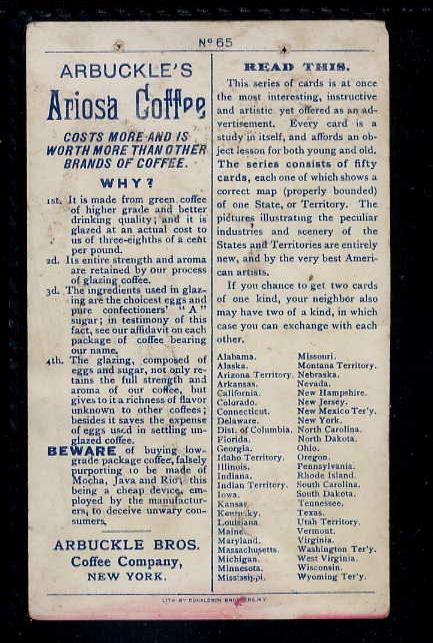 No 65
ARBUCKLE'S
Ariosa Coffee
COSTS MORE AND IS
WORTH MORE THAN OTHER
BRANDS OF COFFEE.
WHY?
1st. It is made from green coffee
of higher grade and better
drinking quality; and it is
glazed at an actual cost to
us of three-eighths of a cent
per pound.
2d. Its entire strength and aroma
are retained by our process
of glazing coffee.
3d. The ingredients used in glaz-
ing are the choicest eggs and
pure confectioners' "A"
sugar; in testimony of this
fact, see our affidavit on each
package of coffee bearing
our name.
4th. The glazing, composed of
eggs and sugar, not only re-
tains the full strength and
aroma of our coffee, but
gives to it a richness of flavor
unknown to other coffees;
besides it saves the expense
of eggs used in settling un-
glazed coffee.
BEWARE of buying low-
grade package coffee, falsely
purporting to be made of
Mocha, Java and Rio; this
being a cheap device, em-
ployed by the manufactur-
ers, to deceive unwary con-
sumers.
ARBUCKLE BROS.
Coffee Company,
NEW YORK.
READ THIS.
This series of cards is at once
the most interesting, instructive
and artistic yet offered as an ad-
vertisement. Every card is a
study in itself, and affords an ob-
ject lesson for both young and old.
The series consists of fifty
cards, each one of which shows a
correct map (properly bounded)
of one State, or Territory. The
pictures illustrating the peculiar
industries and scenery of the
States and Territories are entirely
new, and by the very best Ameri-
can artists.
If you chance to get two cards
of one kind, your neighbor also
may have two of a kind, in which
case you can exchange with each
other.
Alabama. Missouri.
Alaska. Montana Territory.
Arizona Territory. Nebraska.
Arkansas. Nevada.
California. New Hampshire.
Colorado. New Jersey.
Connecticut. New Mexico Ter'y.
Delaware. New York.
Dist. of Columbia. North Carolina.
Florida. North Dakota.
Georgia. Ohio.
Idaho Territory. Oregon.
Illinois. Pennsylvania.
Indiana. Rhode Island.
Indian Territory. South Carolina.
Iowa. South Dakota.
Kansas. Tennessee.
Kentucky. Texas.
Louisiana. Utah Territory.
Maine. Vermont.
Maryland. Virginia.
Massachusetts. Washington Ter'y.
Michigan. West Virginia.
Minnesota. Wisconsin.
Mississippi. Wyoming Ter'y.
LITH. BY DONALDSON BROTHERS, N.Y.